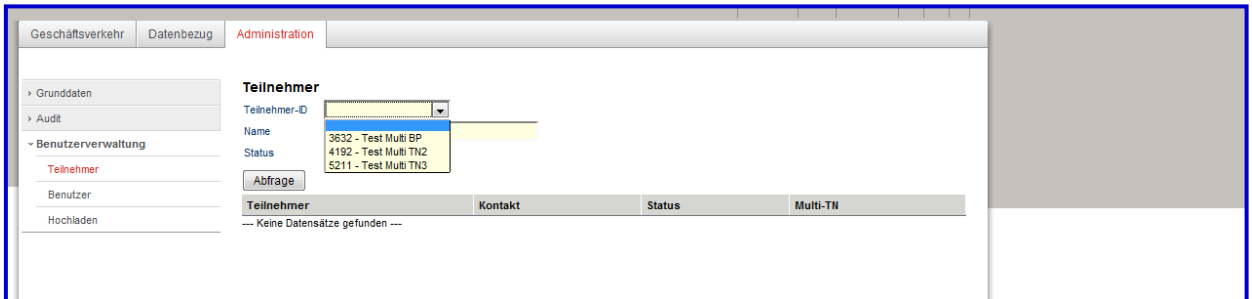 Geschäftsverkehr Datenbezug Administration
Teilnehmer
› Grunddaten
Teilnehmer-ID
› Audit
Name
3632 - Test Multi BP
Benutzerverwaltung
4192 - Test Multi TN2
Status
5211 - Test Multi TN3
Teilnehmer
Abfrage
Benutzer
Teilnehmer Kontakt Status Multi-TN
Hochladen
--- Keine Datensätze gefunden ---